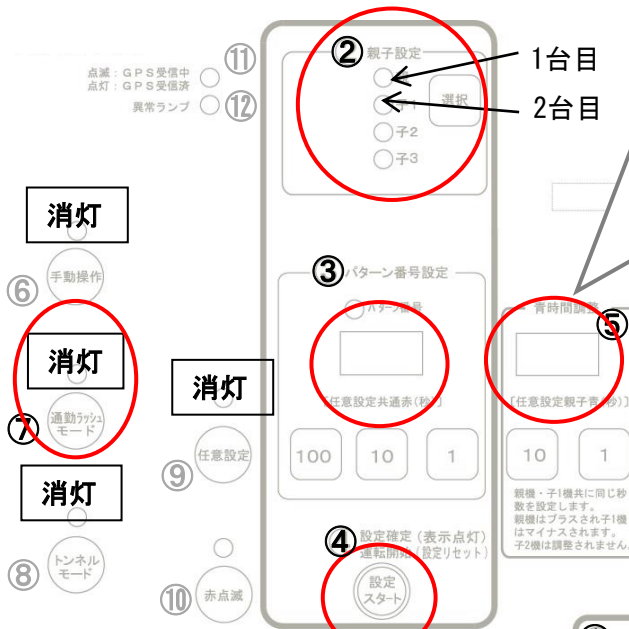 ⑪
点滅：ＧＰＳ受信中
点灯：ＧＰＳ受信済
異常ランプ
⑫
② 親子設定
1台目
2台目
選択
子1
子2
子3
消灯
⑥
手動操作
消灯
⑦
通勤ラッシュ
モード
消灯
⑧
トンネル
モード
消灯
⑨
任意設定
⑩
赤点滅
③
パターン番号設定
パターン番号
[任意設定共通赤(秒)]
100
10
1
④
設定確定（表示点灯）
運転開始（設定リセット）
設定
スタート
青時間調整
⑤
[任意設定親子青(秒)]
10
1
親機・子1機共に同じ秒
数を設定します。
親機はプラスされ子1機
はマイナスされます。
子2機は調整されません。